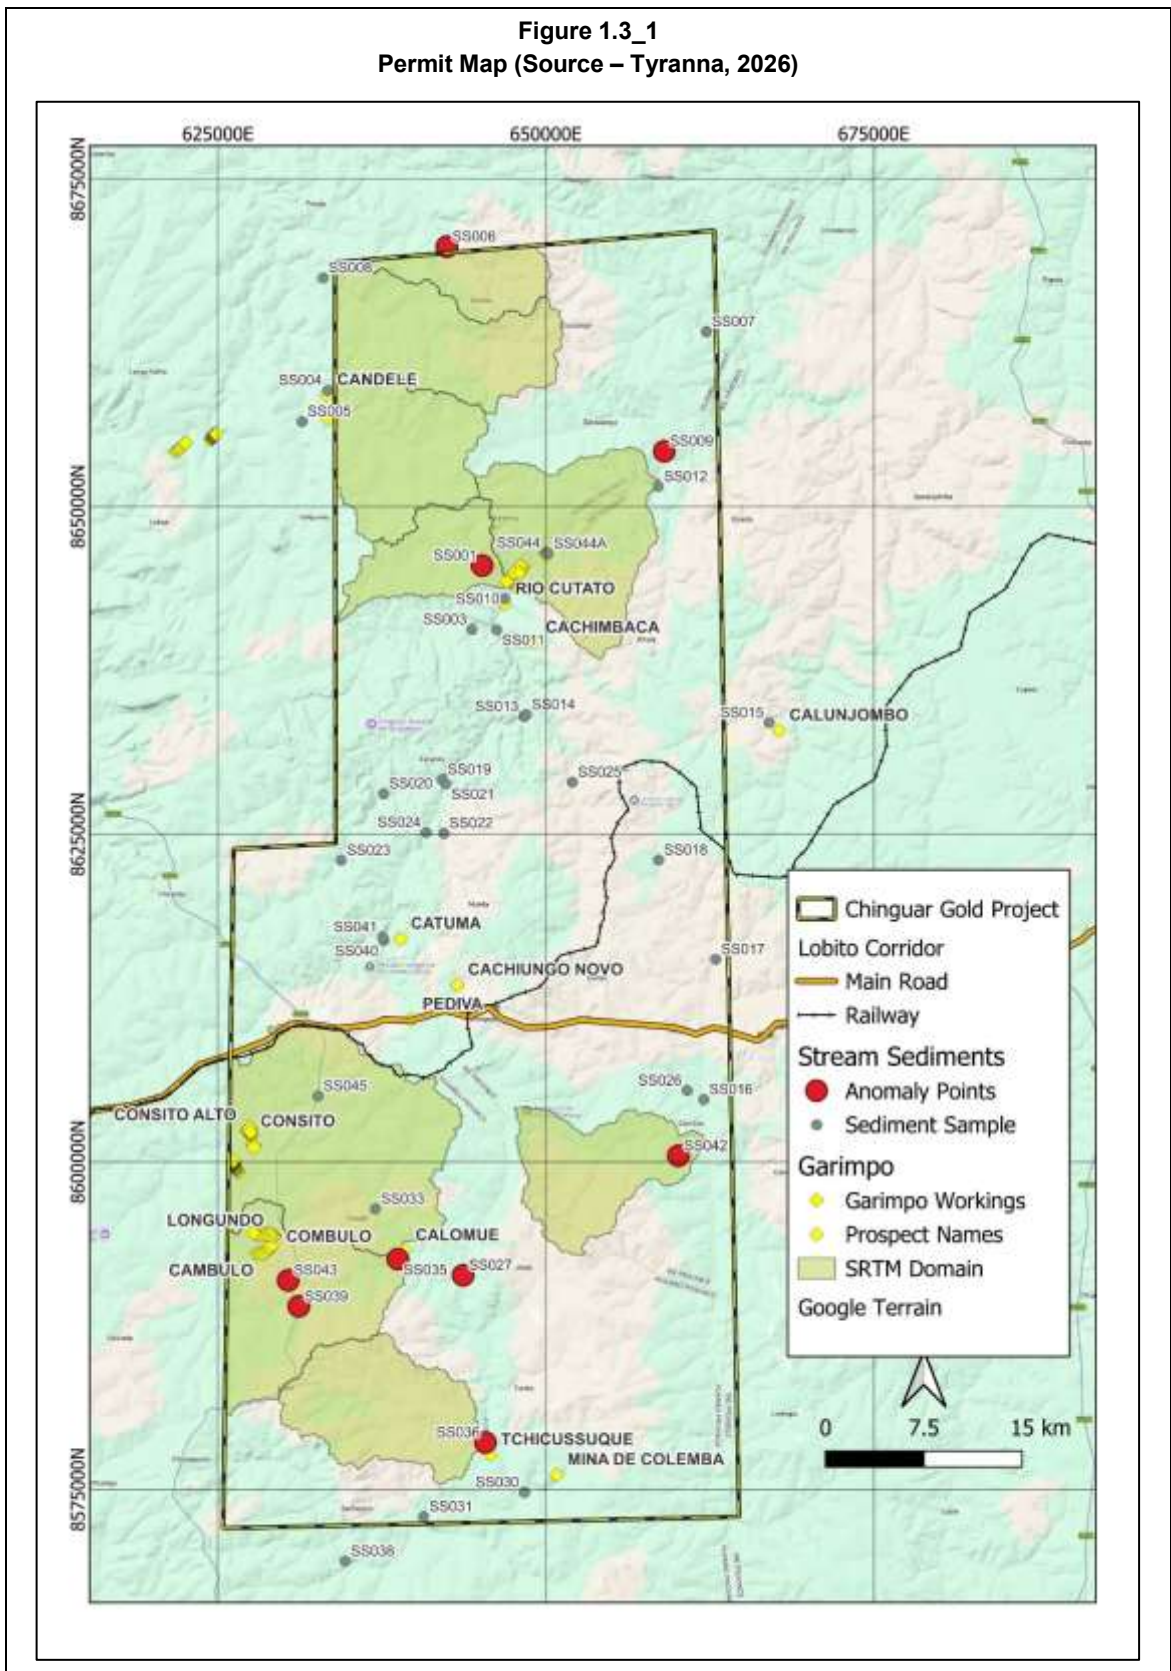 Figure 1.3_1
Permit Map (Source – Tyranna, 2026)
625000E
650000E
675000E
8675000N
8650000N
8625000N
8600000N
8575000N
SS006
SS008
SS007
SS004
CANDELE
SS005
SS009
SS012
SS044
SS044A
SS001
RIO CUTATO
SS010
SS003
SS011
CACHIMBACA
SS013
SS014
SS015
CALUNJOMBO
SS019
SS020
SS021
SS025
SS024
SS022
SS023
SS018
SS041
CATUMA
SS040
CACHIUNGO NOVO
SS017
PEDIVA
SS026
SS016
SS045
CONSITO ALTO
CONSITO
SS042
SS033
LONGUNDO
COMBULO
CALOMUE
CAMBULO
SS043
SS035
SS027
SS039
SS036
TCHICUSSUQUE
MINA DE COLEMBA
SS030
SS031
SS038
Chinguar Gold Project
Lobito Corridor
Main Road
Railway
Stream Sediments
Anomaly Points
Sediment Sample
Garimpo
Garimpo Workings
Prospect Names
SRTM Domain
Google Terrain
0 7.5 15 km